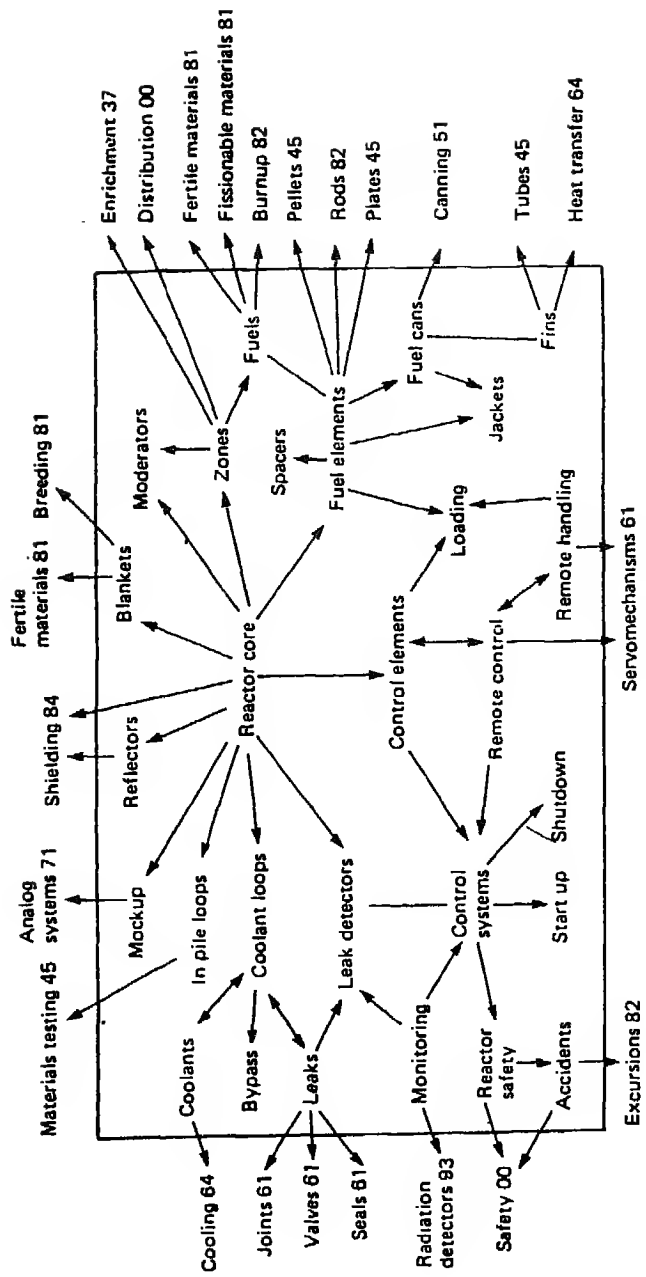 Materials testing 45
Analog
systems 71
Shielding 84
Fertile
materials 81
Breeding 81
Enrichment 37
Distribution 00
Fertile materials 81
Fissionable materials 81
Burnup 82
Pellets 45
Rods 82
Plates 45
Canning 51
Tubes 45
Heat transfer 64
Cooling 64
Joints 61
Valves 61
Seals 61
Radiation
detectors 93
Safety 00
Mockup
Reflectors
Blankets
Moderators
In pile loops
Coolants
Coolant loops
Reactor core
Zones
Fuels
Bypass
Spacers
Leaks
Leak detectors
Fuel elements
Fuel cans
Monitoring
Control elements
Loading
Jackets
Fins
Control
systems
Remote control
Reactor
safety
Accidents
Start up
Shutdown
Remote handling
Excursions 82
Servomechanisms 61